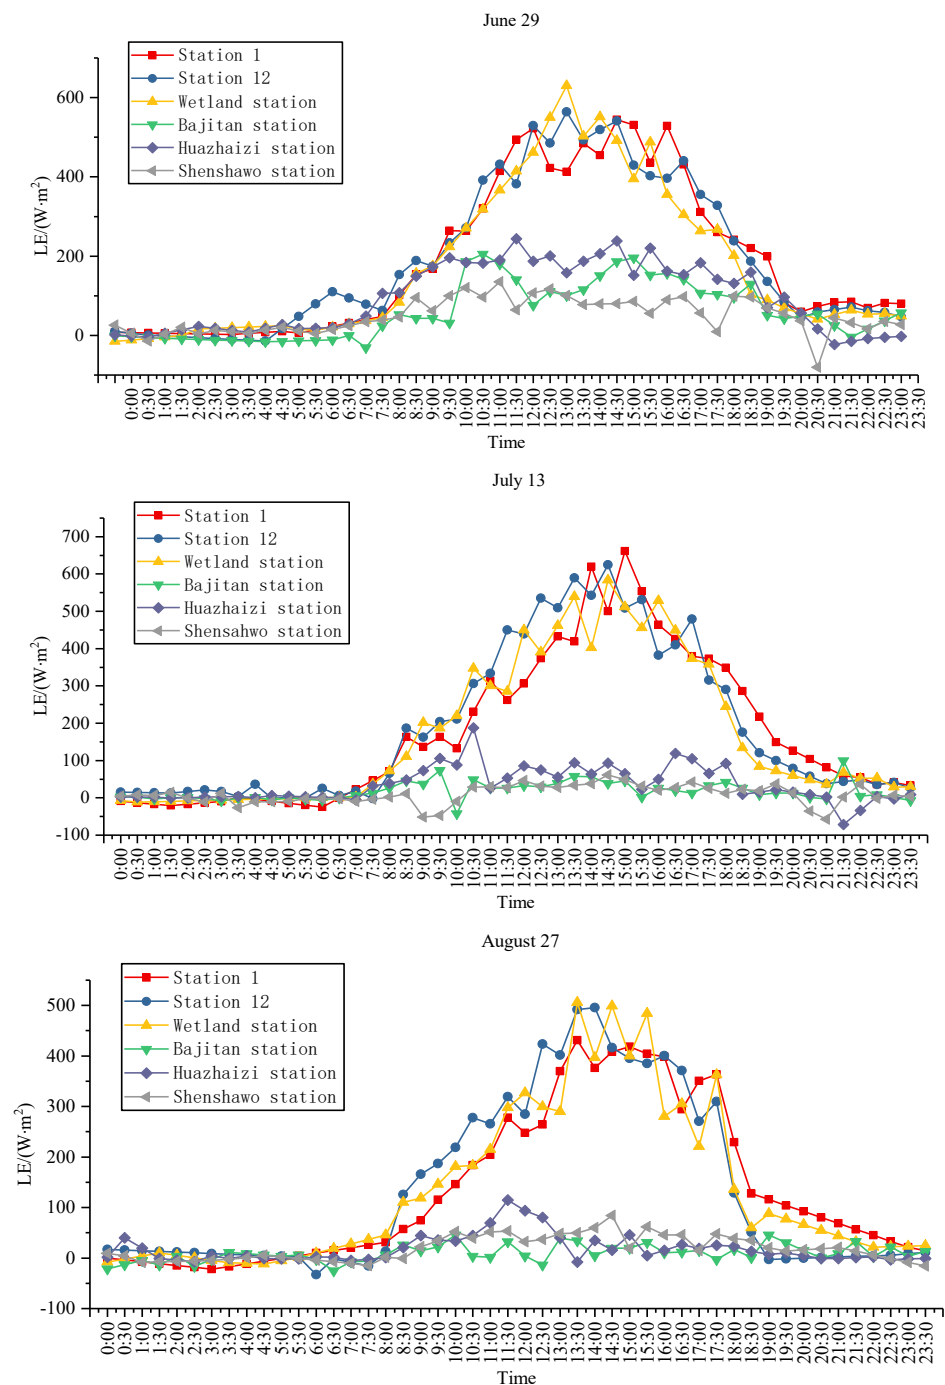 June 29
Station 1
Station 12
Wetland station
Bajitan station
Huazhaizi station
Shenshawo station
LE/(W·m²)
600
400
200
0
0:00 0:30 1:00 1:30 2:00 2:30 3:00 3:30 4:00 4:30 5:00 5:30 6:00 6:30 7:00 7:30 8:00 8:30 9:00 9:30 10:00 10:30 11:00 11:30 12:00 12:30 13:00 13:30 14:00 14:30 15:00 15:30 16:00 16:30 17:00 17:30 18:00 18:30 19:00 19:30 20:00 20:30 21:00 21:30 22:00 22:30 23:00 23:30
Time
July 13
Station 1
Station 12
Wetland station
Bajitan station
Huazhaizi station
Shensahwo station
LE/(W·m²)
700
600
500
400
300
200
100
0
-100
0:00 0:30 1:00 1:30 2:00 2:30 3:00 3:30 4:00 4:30 5:00 5:30 6:00 6:30 7:00 7:30 8:00 8:30 9:00 9:30 10:00 10:30 11:00 11:30 12:00 12:30 13:00 13:30 14:00 14:30 15:00 15:30 16:00 16:30 17:00 17:30 18:00 18:30 19:00 19:30 20:00 20:30 21:00 21:30 22:00 22:30 23:00 23:30
Time
August 27
Station 1
Station 12
Wetland station
Bajitan station
Huazhaizi station
Shenshawo station
LE/(W·m²)
500
400
300
200
100
0
-100
0:00 0:30 1:00 1:30 2:00 2:30 3:00 3:30 4:00 4:30 5:00 5:30 6:00 6:30 7:00 7:30 8:00 8:30 9:00 9:30 10:00 10:30 11:00 11:30 12:00 12:30 13:00 13:30 14:00 14:30 15:00 15:30 16:00 16:30 17:00 17:30 18:00 18:30 19:00 19:30 20:00 20:30 21:00 21:30 22:00 22:30 23:00 23:30
Time